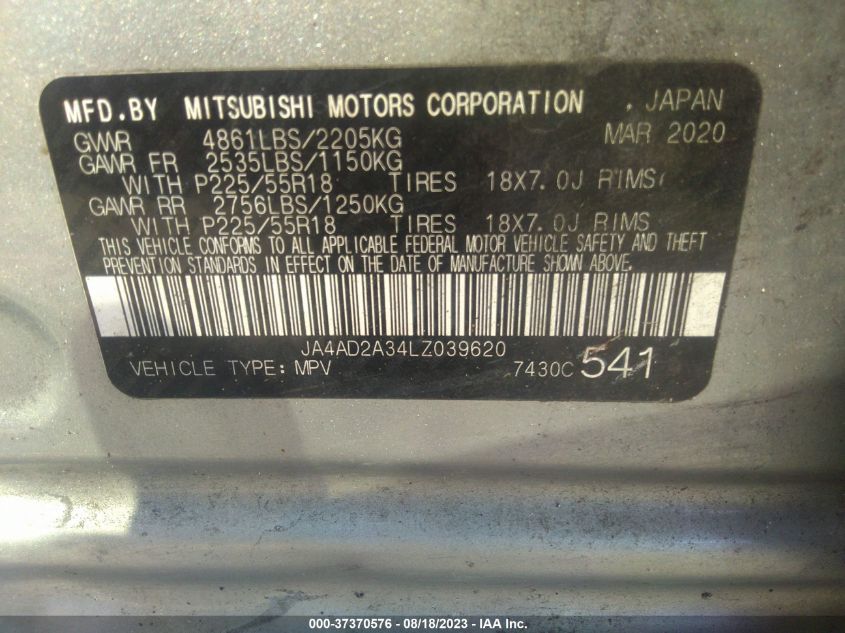 MFD.BY MITSUBISHI MOTORS CORPORATION , JAPAN
GVWR 4861LBS/2205KG MAR 2020
GAWR FR 2535LBS/1150KG
WITH P225/55R18 TIRES 18X7.0J RIMS
GAWR RR 2756LBS/1250KG
WITH P225/55R18 TIRES 18X7.0J RIMS
THIS VEHICLE CONFORMS TO ALL APPLICABLE FEDERAL MOTOR VEHICLE SAFETY AND THEFT
PREVENTION STANDARDS IN EFFECT ON THE DATE OF MANUFACTURE SHOWN ABOVE.
JA4AD2A34LZ039620
VEHICLE TYPE: MPV 7430C 541
000-37370576 - 08/18/2023 - IAAI.com